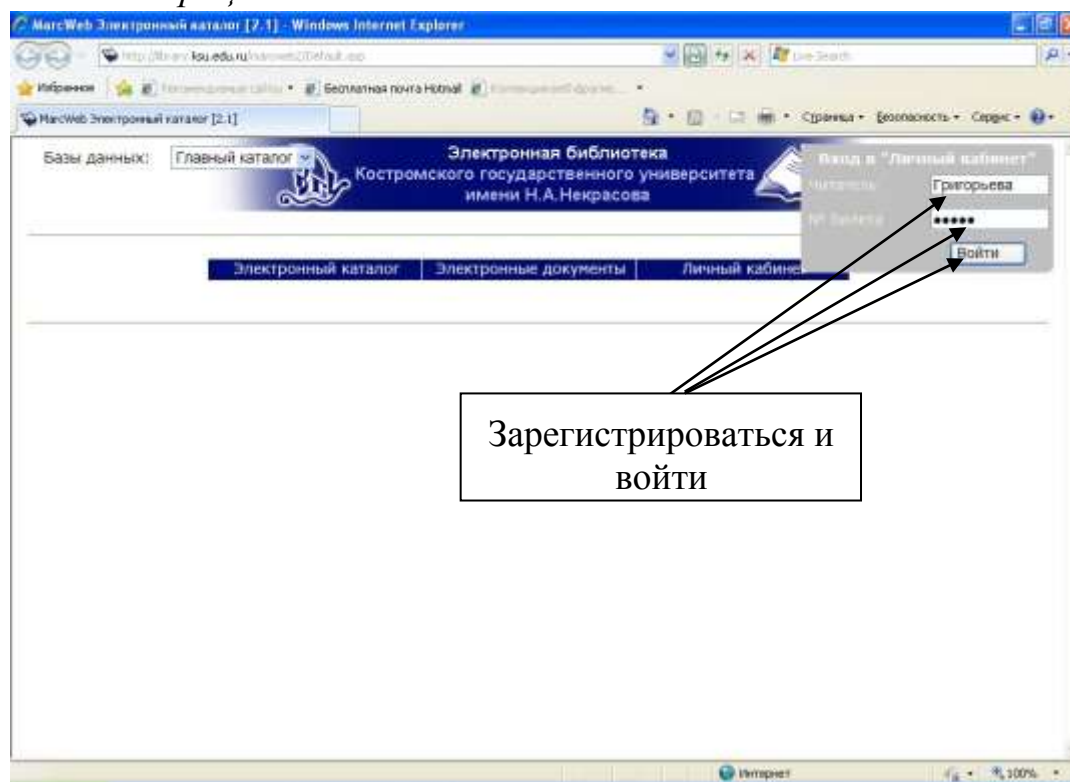 MarcWeb Электронный каталог [2.1] - Windows Internet Explorer
ksu.edu.ru
Live Search
Избранное
Бесплатная почта Hotmail
MarcWeb Электронный каталог [2.1]
Страница
Безопасность
Сервис
Базы данных:
Главный каталог
Электронная библиотека
Костромского государственного университета
имени Н.А.Некрасова
Вход в "Личный кабинет"
Читатель
Григорьева
№ билета
Войти
Электронный каталог
Электронные документы
Личный кабинет
Зарегистрироваться и
войти
Интернет
100%